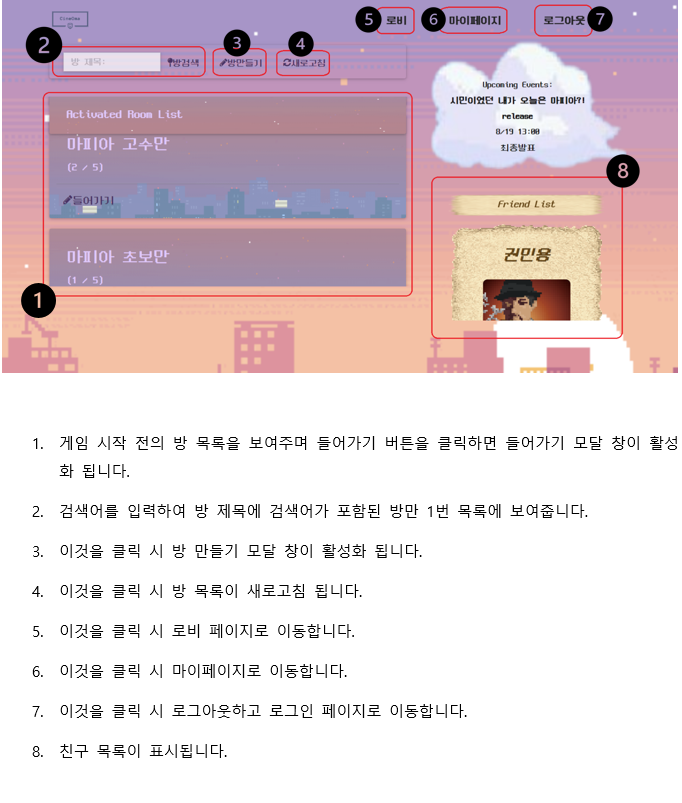 5 로비 6 마이페이지 로그아웃 7
2 3 4
방 제목: 방검색 방만들기 새로고침
Upcoming Events:
시민이었던 내가 오늘은 마피아?!
release
8/19 13:00
최종발표
Activated Room List
마피아 고수만
(2 / 5)
들어가기
마피아 초보만
(1 / 5)
1
8
Friend List
권민용
1. 게임 시작 전의 방 목록을 보여주며 들어가기 버튼을 클릭하면 들어가기 모달 창이 활성
화 됩니다.
2. 검색어를 입력하여 방 제목에 검색어가 포함된 방만 1번 목록에 보여줍니다.
3. 이것을 클릭 시 방 만들기 모달 창이 활성화 됩니다.
4. 이것을 클릭 시 방 목록이 새로고침 됩니다.
5. 이것을 클릭 시 로비 페이지로 이동합니다.
6. 이것을 클릭 시 마이페이지로 이동합니다.
7. 이것을 클릭 시 로그아웃하고 로그인 페이지로 이동합니다.
8. 친구 목록이 표시됩니다.